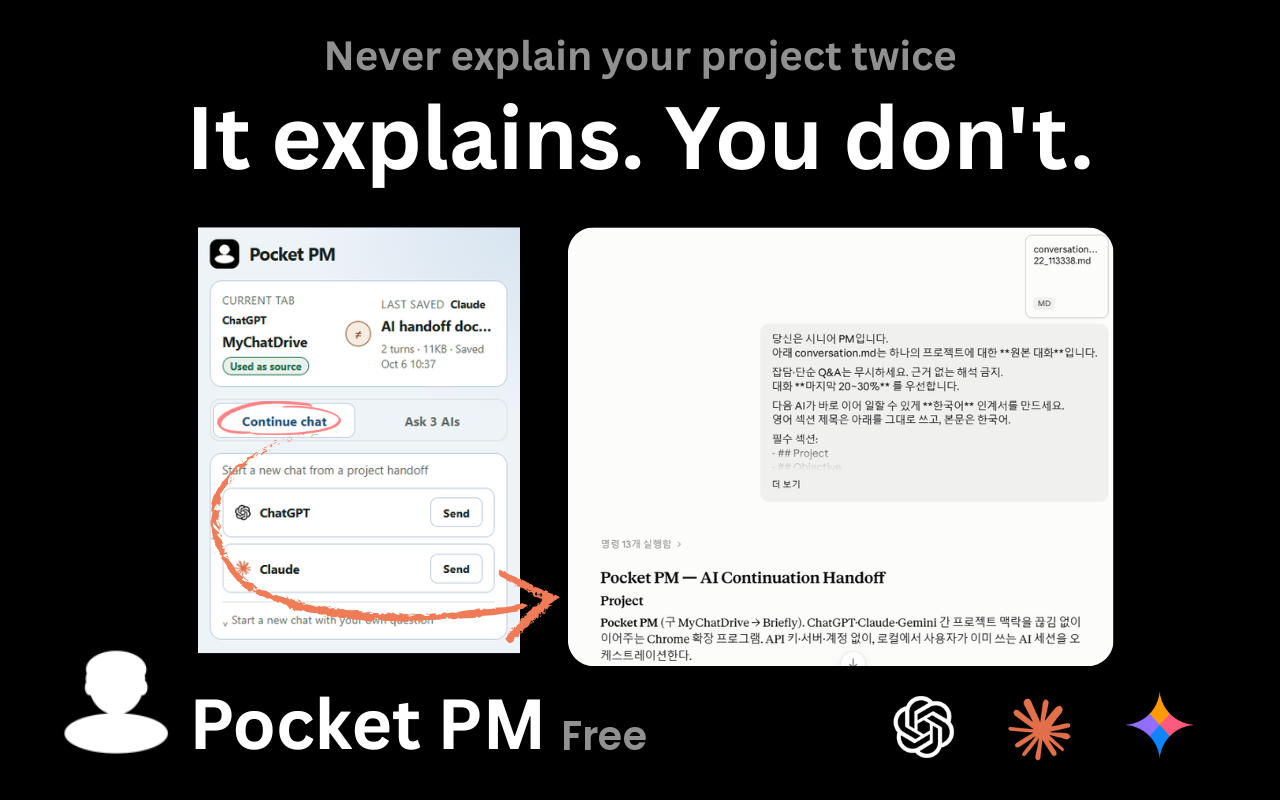 Never explain your project twice
It explains. You don't.
Pocket PM
CURRENT TAB
ChatGPT
MyChatDrive
Used as source
≠
LAST SAVED Claude
AI handoff doc...
2 turns · 11KB · Saved
Oct 6 10:37
Continue chat
Ask 3 AIs
Start a new chat from a project handoff
ChatGPT
Send
Claude
Send
Start a new chat with your own question
conversation...
22_113338.md
MD
당신은 시니어 PM입니다.
아래 conversation.md는 하나의 프로젝트에 대한 **원본 대화**입니다.
잡담·단순 Q&A는 무시하세요. 근거 없는 해석 금지.
대화 **마지막 20~30%** 를 우선합니다.
다음 AI가 바로 이어 일할 수 있게 **한국어** 인계서를 만드세요.
영어 섹션 제목은 아래를 그대로 쓰고, 본문은 한국어.
필수 섹션:
- ## Project
- ## Objective
더 보기
명령 13개 실행함 >
Pocket PM — AI Continuation Handoff
Project
Pocket PM (구 MyChatDrive → Briefly). ChatGPT·Claude·Gemini 간 프로젝트 맥락을 끊김 없이
이어주는 Chrome 확장 프로그램. API 키·서버·계정 없이, 로컬에서 사용자가 이미 쓰는 AI 세션을 오
케스트레이션한다.
Pocket PM Free